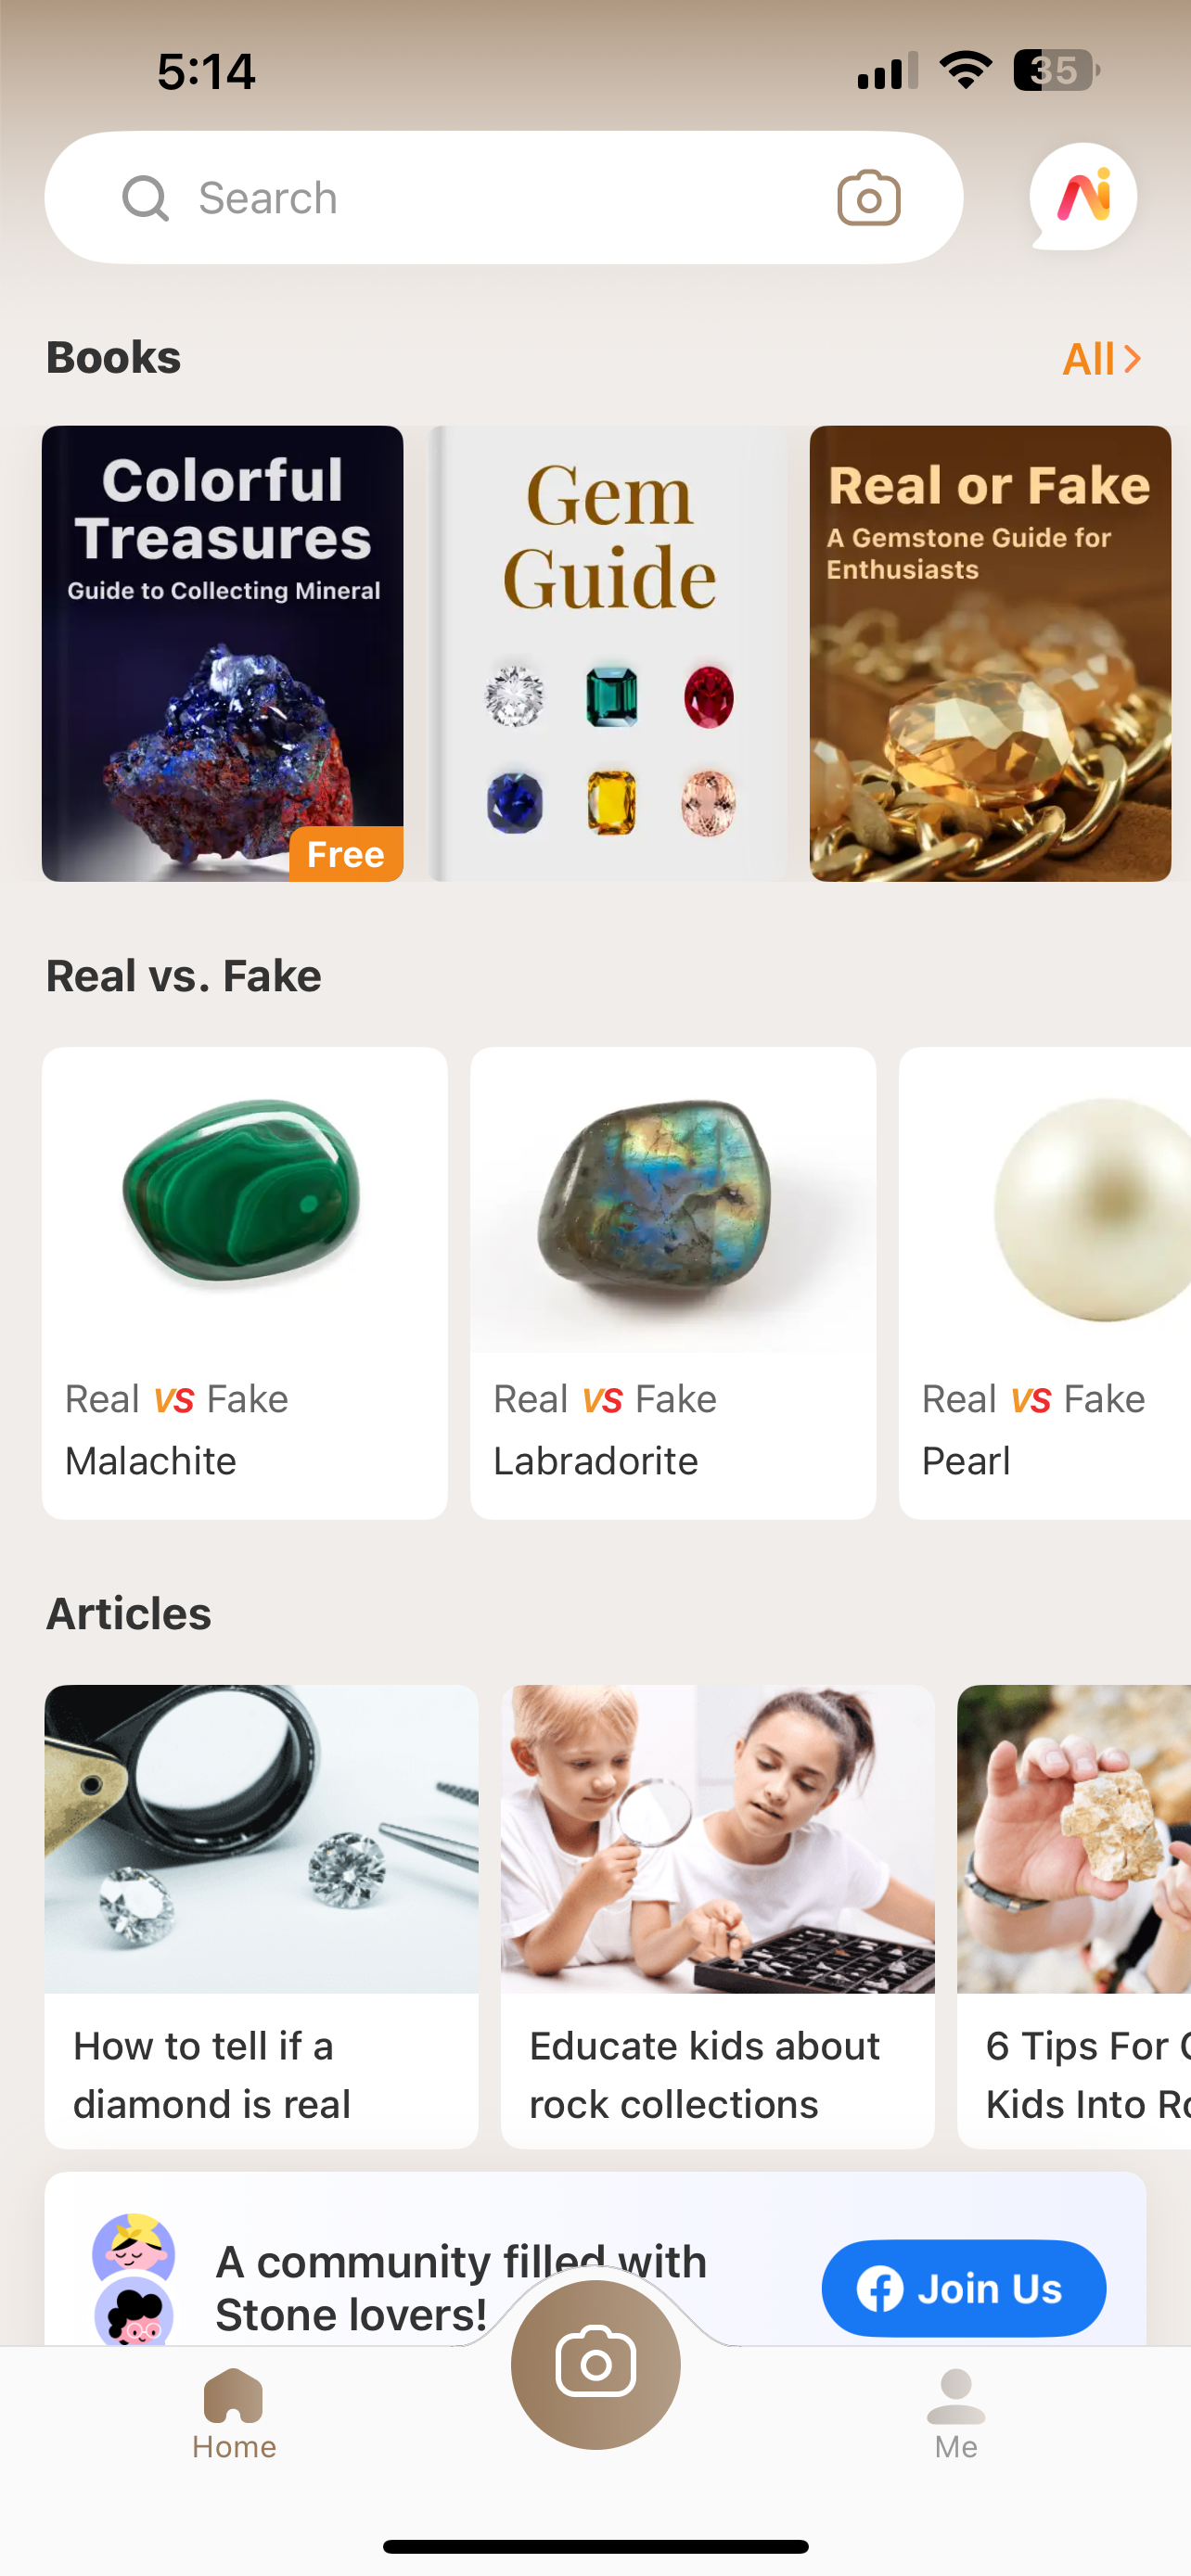 5:14
35
Search
Ai
Books
All
Colorful
Treasures
Guide to Collecting Mineral
Free
Gem
Guide
Real or Fake
A Gemstone Guide for
Enthusiasts
Real vs. Fake
Real VS Fake
Malachite
Real VS Fake
Labradorite
Real VS Fake
Pearl
Articles
How to tell if a
diamond is real
Educate kids about
rock collections
6 Tips For
Kids Into
A community filled with
Stone lovers!
Join Us
Home
Me